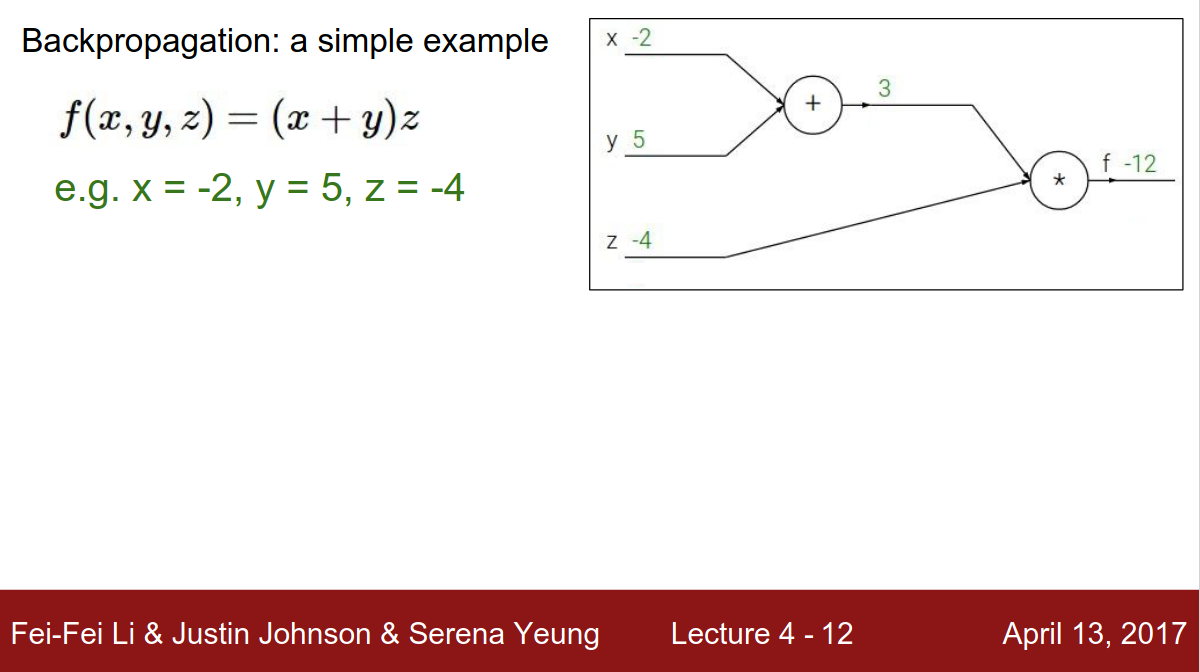 Backpropagation: a simple example
f(x, y, z) = (x + y)z
e.g. x = -2, y = 5, z = -4
x -2
+
3
y 5
f -12
*
z -4
Fei-Fei Li & Justin Johnson & Serena Yeung
Lecture 4 - 12
April 13, 2017